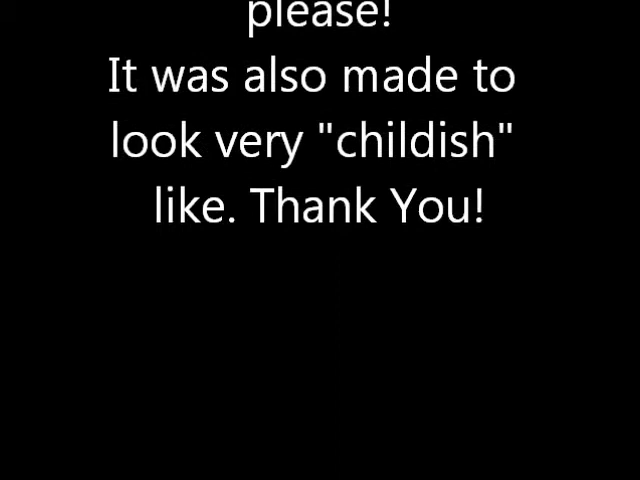 please!
It was also made to
look very "childish"
like. Thank You!